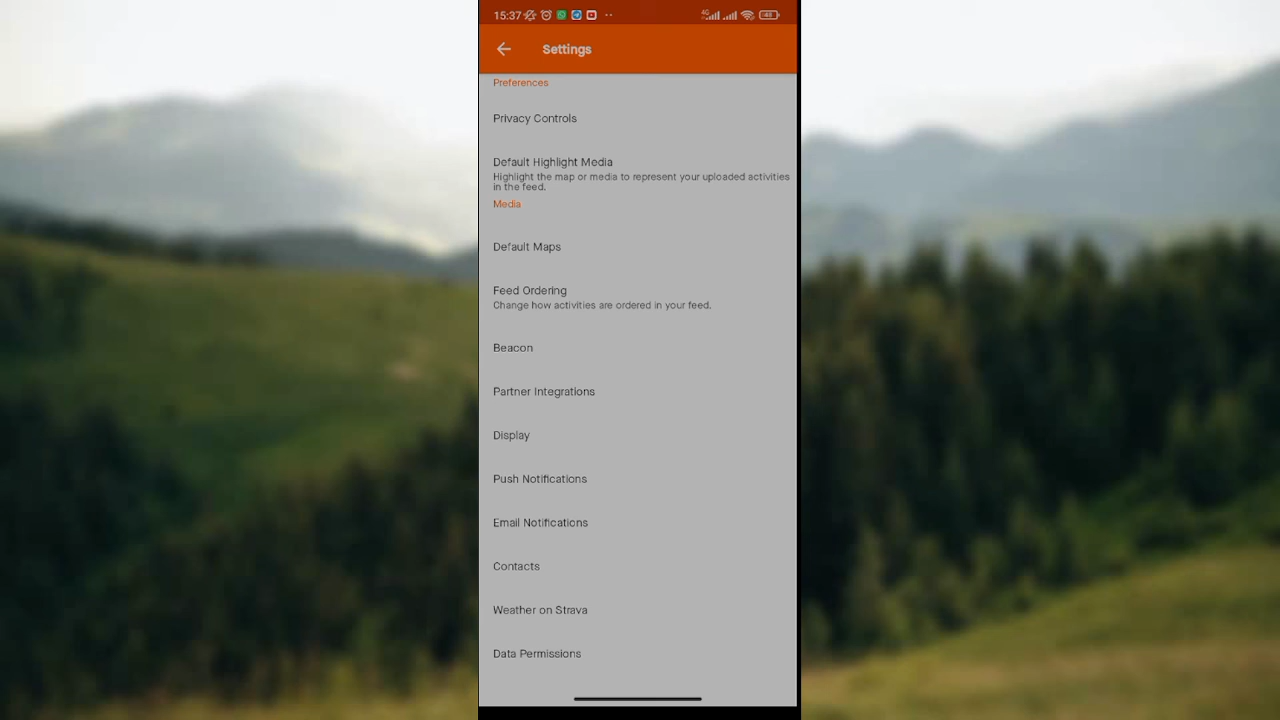 15:37
4G
48
Settings
Preferences
Privacy Controls
Default Highlight Media
Highlight the map or media to represent your uploaded activities
in the feed.
Media
Default Maps
Feed Ordering
Change how activities are ordered in your feed.
Beacon
Partner Integrations
Display
Push Notifications
Email Notifications
Contacts
Weather on Strava
Data Permissions